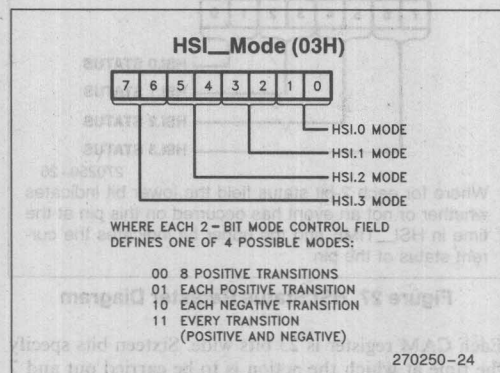 HSI__Mode (03H)
7 6 5 4 3 2 1 0
HSI.0 MODE
HSI.1 MODE
HSI.2 MODE
HSI.3 MODE
WHERE EACH 2-BIT MODE CONTROL FIELD
DEFINES ONE OF 4 POSSIBLE MODES:
00 8 POSITIVE TRANSITIONS
01 EACH POSITIVE TRANSITION
10 EACH NEGATIVE TRANSITION
11 EVERY TRANSITION
(POSITIVE AND NEGATIVE)
270250-24